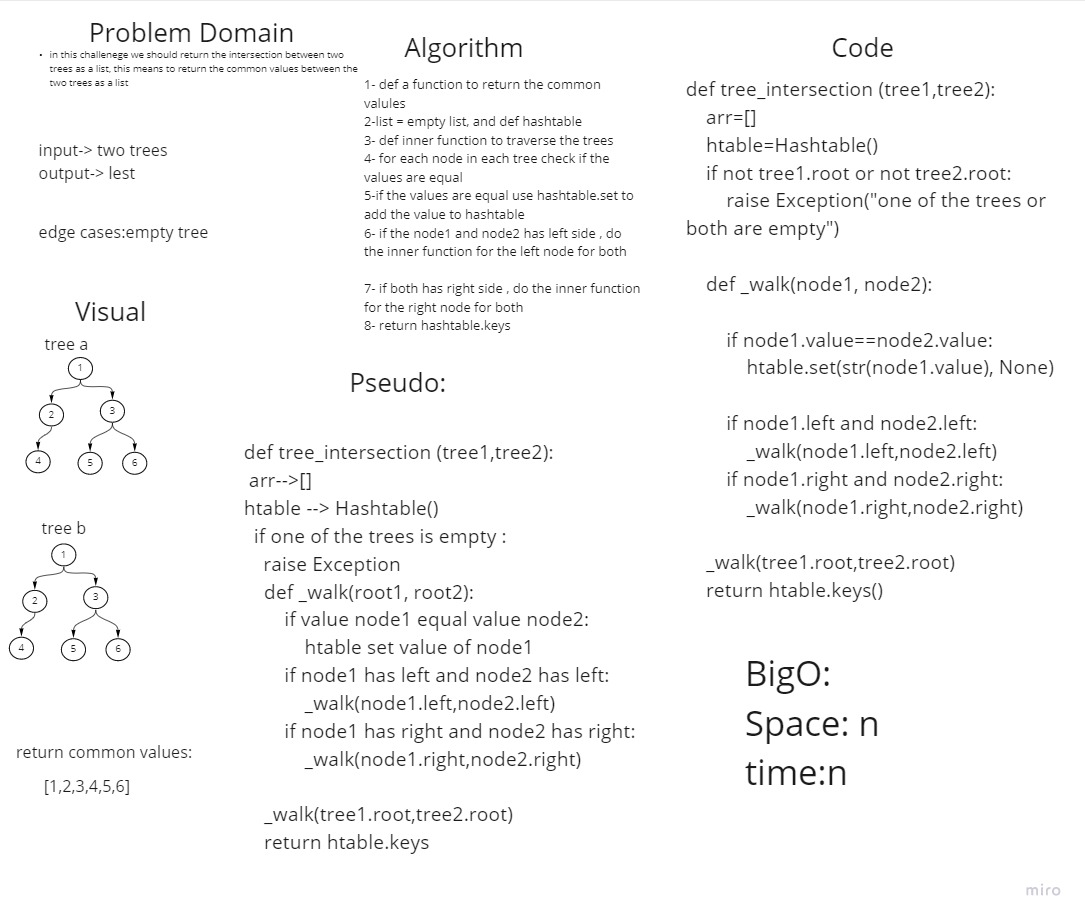 Problem Domain
• in this challenege we should return the intersection between two
trees as a list, this means to return the common values between the
two trees as a list
input-> two trees
output-> lest
edge cases:empty tree
Visual
tree a
1
2
3
4
5
6
tree b
1
2
3
4
5
6
return common values:
[1,2,3,4,5,6]
Algorithm
1- def a function to return the common
valules
2-list = empty list, and def hashtable
3- def inner function to traverse the trees
4- for each node in each tree check if the
values are equal
5-if the values are equal use hashtable.set to
add the value to hashtable
6- if the node1 and node2 has left side , do
the inner function for the left node for both
7- if both has right side , do the inner function
for the right node for both
8- return hashtable.keys
Pseudo:
def tree_intersection (tree1,tree2):
arr-->[]
htable --> Hashtable()
if one of the trees is empty :
raise Exception
def _walk(root1, root2):
if value node1 equal value node2:
htable set value of node1
if node1 has left and node2 has left:
_walk(node1.left,node2.left)
if node1 has right and node2 has right:
_walk(node1.right,node2.right)
_walk(tree1.root,tree2.root)
return htable.keys
Code
def tree_intersection (tree1,tree2):
arr=[]
htable=Hashtable()
if not tree1.root or not tree2.root:
raise Exception("one of the trees or
both are empty")
def _walk(node1, node2):
if node1.value==node2.value:
htable.set(str(node1.value), None)
if node1.left and node2.left:
_walk(node1.left,node2.left)
if node1.right and node2.right:
_walk(node1.right,node2.right)
_walk(tree1.root,tree2.root)
return htable.keys()
BigO:
Space: n
time:n
miro